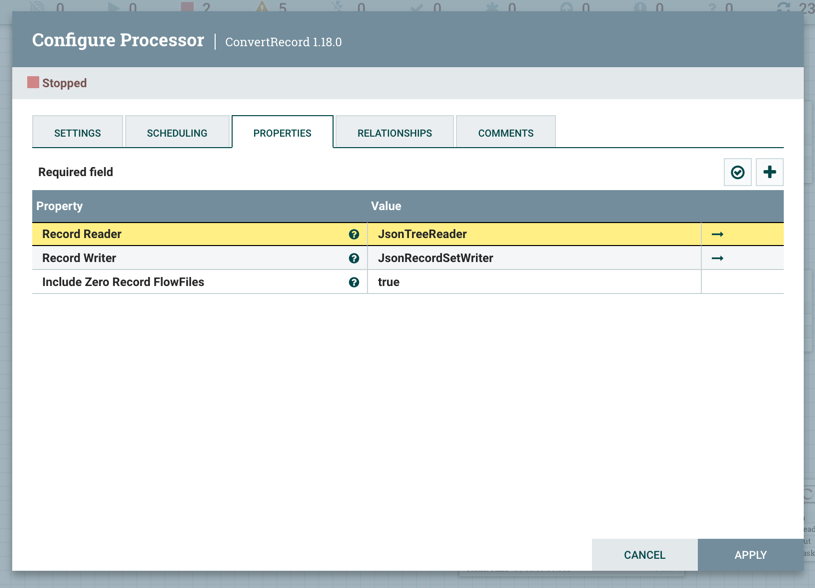 0 0 2 5 0 0 0 0 0 0 23
Configure Processor | ConvertRecord 1.18.0
Stopped
SETTINGS SCHEDULING PROPERTIES RELATIONSHIPS COMMENTS
Required field
Property Value
Record Reader JsonTreeReader
Record Writer JsonRecordSetWriter
Include Zero Record FlowFiles true
CANCEL APPLY